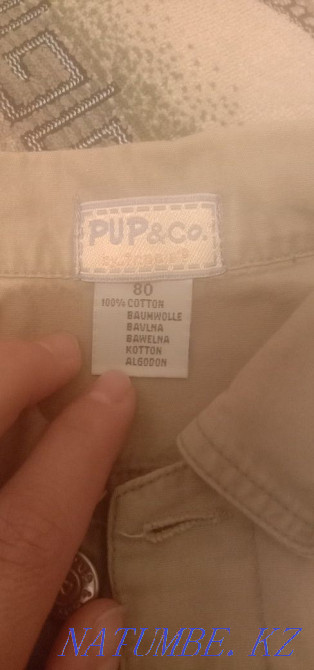 PUP&CO.
80
100% COTTON
BAUMWOLLE
BAVLNA
BAWELNA
KOTTON
ALGODON
NATUMBE.KZ